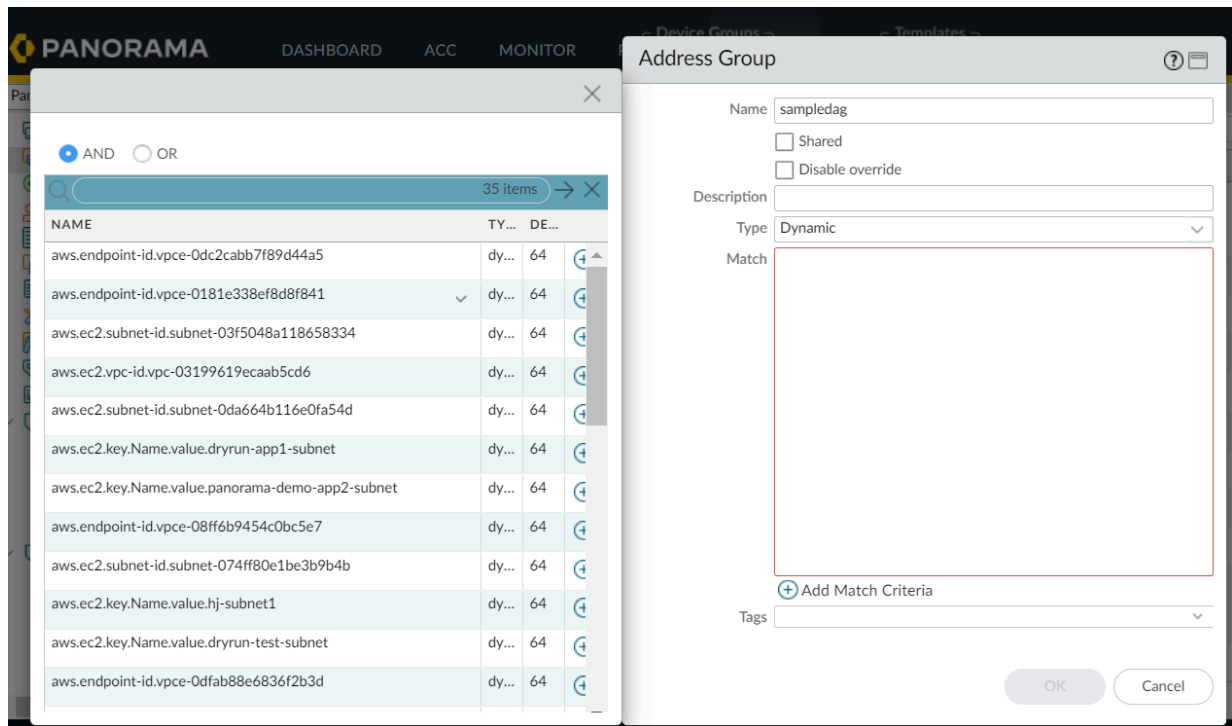 PANORAMA
DASHBOARD ACC MONITOR
Device Groups
Templates
AND OR
35 items
NAME TY... DE...
aws.endpoint-id.vpce-0dc2cabb7f89d44a5 dy... 64
aws.endpoint-id.vpce-0181e338ef8d8f841 dy... 64
aws.ec2.subnet-id.subnet-03f5048a118658334 dy... 64
aws.ec2.vpc-id.vpc-03199619ecaab5cd6 dy... 64
aws.ec2.subnet-id.subnet-0da664b116e0fa54d dy... 64
aws.ec2.key.Name.value.dryrun-app1-subnet dy... 64
aws.ec2.key.Name.value.panorama-demo-app2-subnet dy... 64
aws.endpoint-id.vpce-08ff6b9454c0bc5e7 dy... 64
aws.ec2.subnet-id.subnet-074ff80e1be3b9b4b dy... 64
aws.ec2.key.Name.value.hj-subnet1 dy... 64
aws.ec2.key.Name.value.dryrun-test-subnet dy... 64
aws.endpoint-id.vpce-0dfab88e6836f2b3d dy... 64
Address Group
Name sampledag
Shared
Disable override
Description
Type Dynamic
Match
Add Match Criteria
Tags
OK Cancel